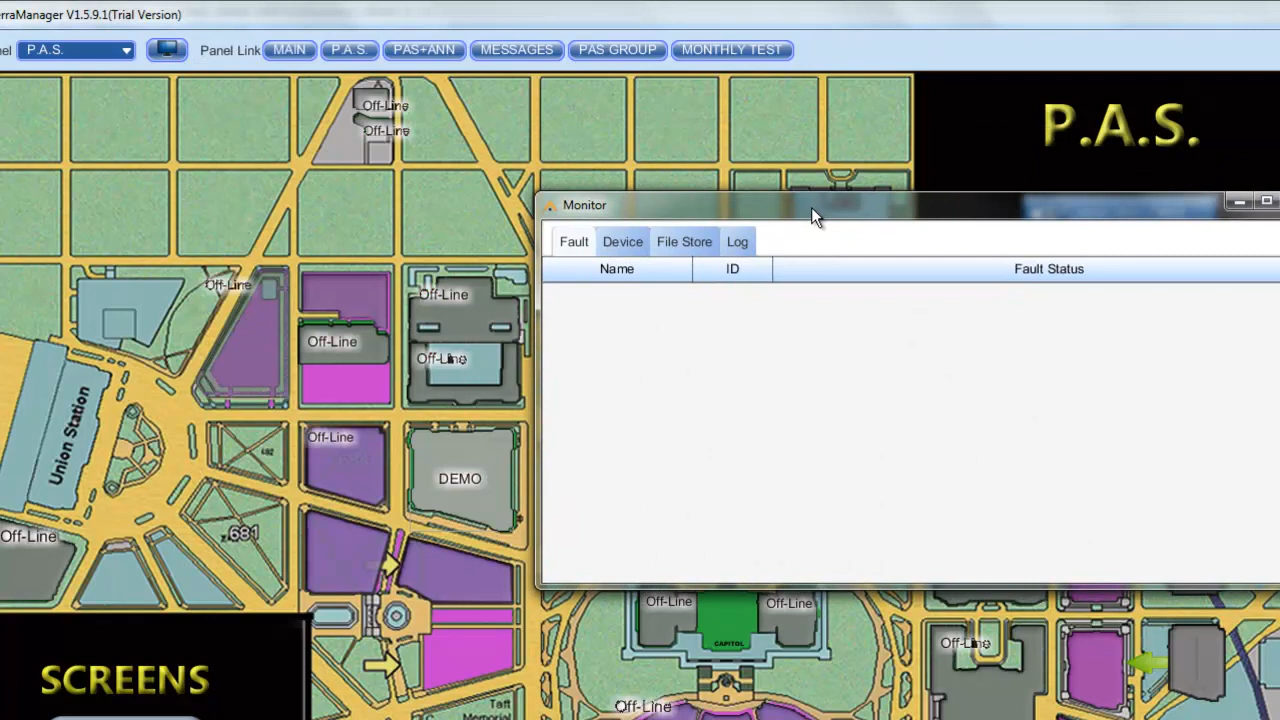 erraManager V1.5.9.1(Trial Version)
nel P.A.S. Panel Link MAIN P.A.S. PAS+ANN MESSAGES PAS GROUP MONTHLY TEST
Off-Line
Off-Line
P.A.S.
Monitor
Fault Device File Store Log
Name ID Fault Status
Off-Line
Off-Line
Off-Line
Off-Line
Union Station
Off-Line
682
DEMO
681
Off-Line
Off-Line
Off-Line
CAPITOL
Off-Line
SCREENS
Taft
Memorial
Off-Line